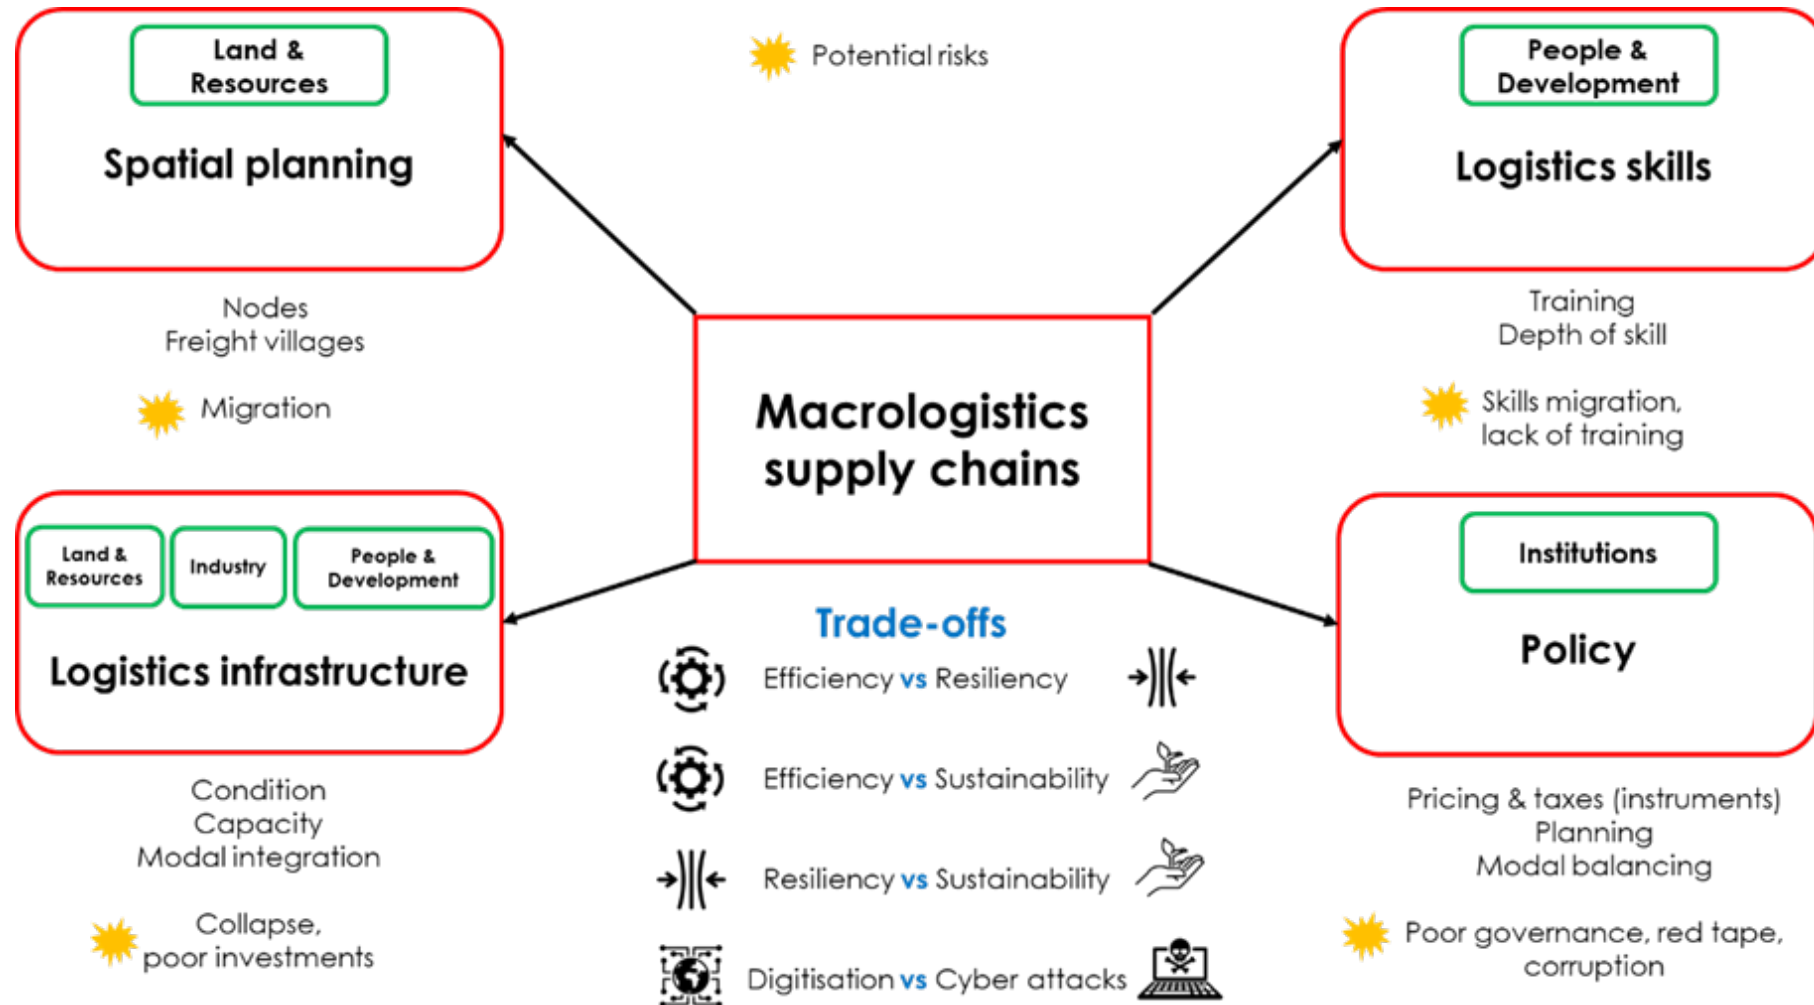 Land &
Resources
Spatial planning
Nodes
Freight villages
Migration
Potential risks
People &
Development
Logistics skills
Training
Depth of skill
Skills migration,
lack of training
Macrologistics
supply chains
Land &
Resources
Industry
People &
Development
Logistics infrastructure
Condition
Capacity
Modal integration
Collapse,
poor investments
Trade-offs
Efficiency vs Resiliency
Efficiency vs Sustainability
Resiliency vs Sustainability
Digitisation vs Cyber attacks
Institutions
Policy
Pricing & taxes (instruments)
Planning
Modal balancing
Poor governance, red tape,
corruption